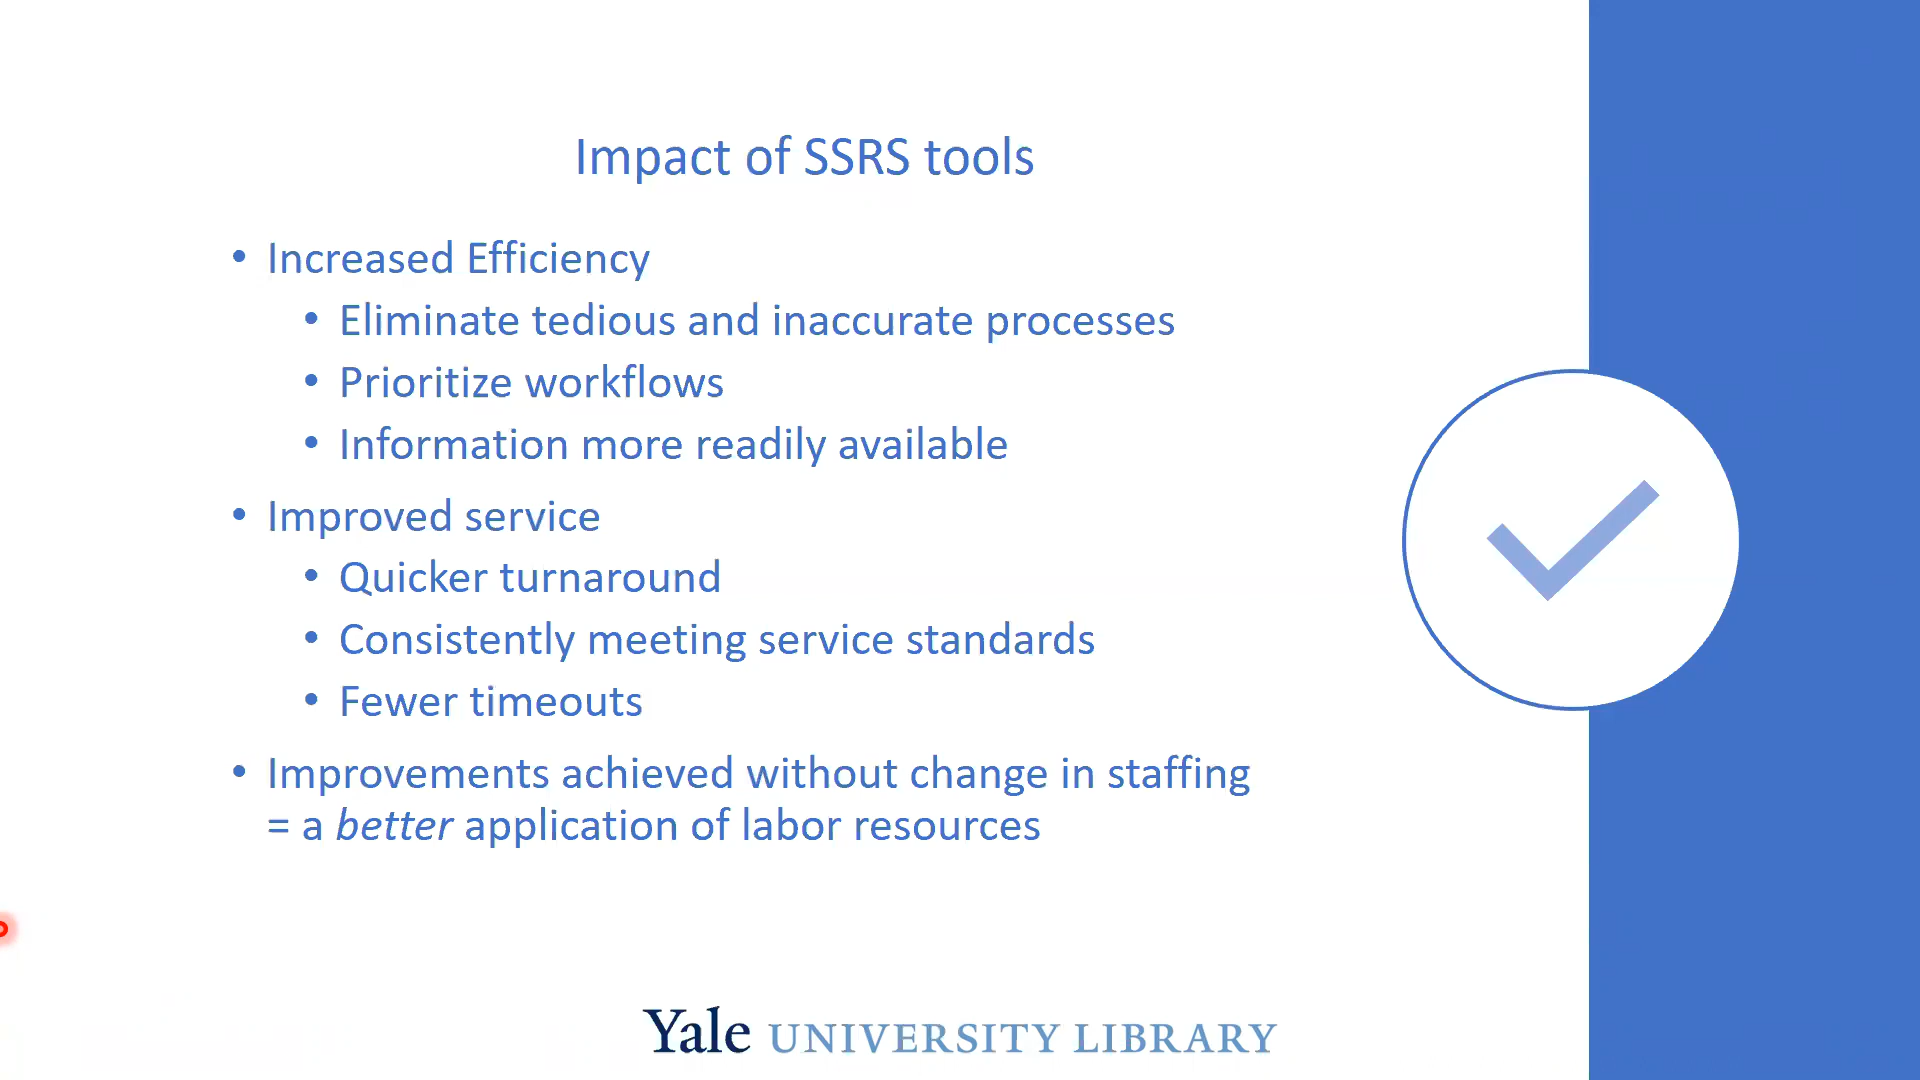 Impact of SSRS tools
• Increased Efficiency
• Eliminate tedious and inaccurate processes
• Prioritize workflows
• Information more readily available
• Improved service
• Quicker turnaround
• Consistently meeting service standards
• Fewer timeouts
• Improvements achieved without change in staffing
= a better application of labor resources
Yale UNIVERSITY LIBRARY